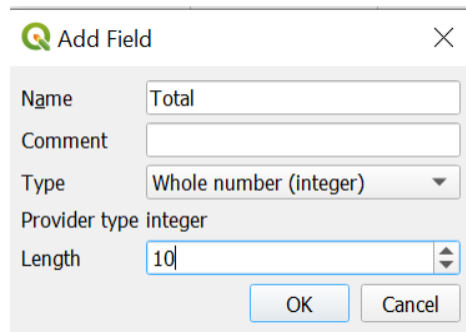 Add Field
Name Total
Comment
Type Whole number (integer)
Provider type integer
Length 10
OK Cancel